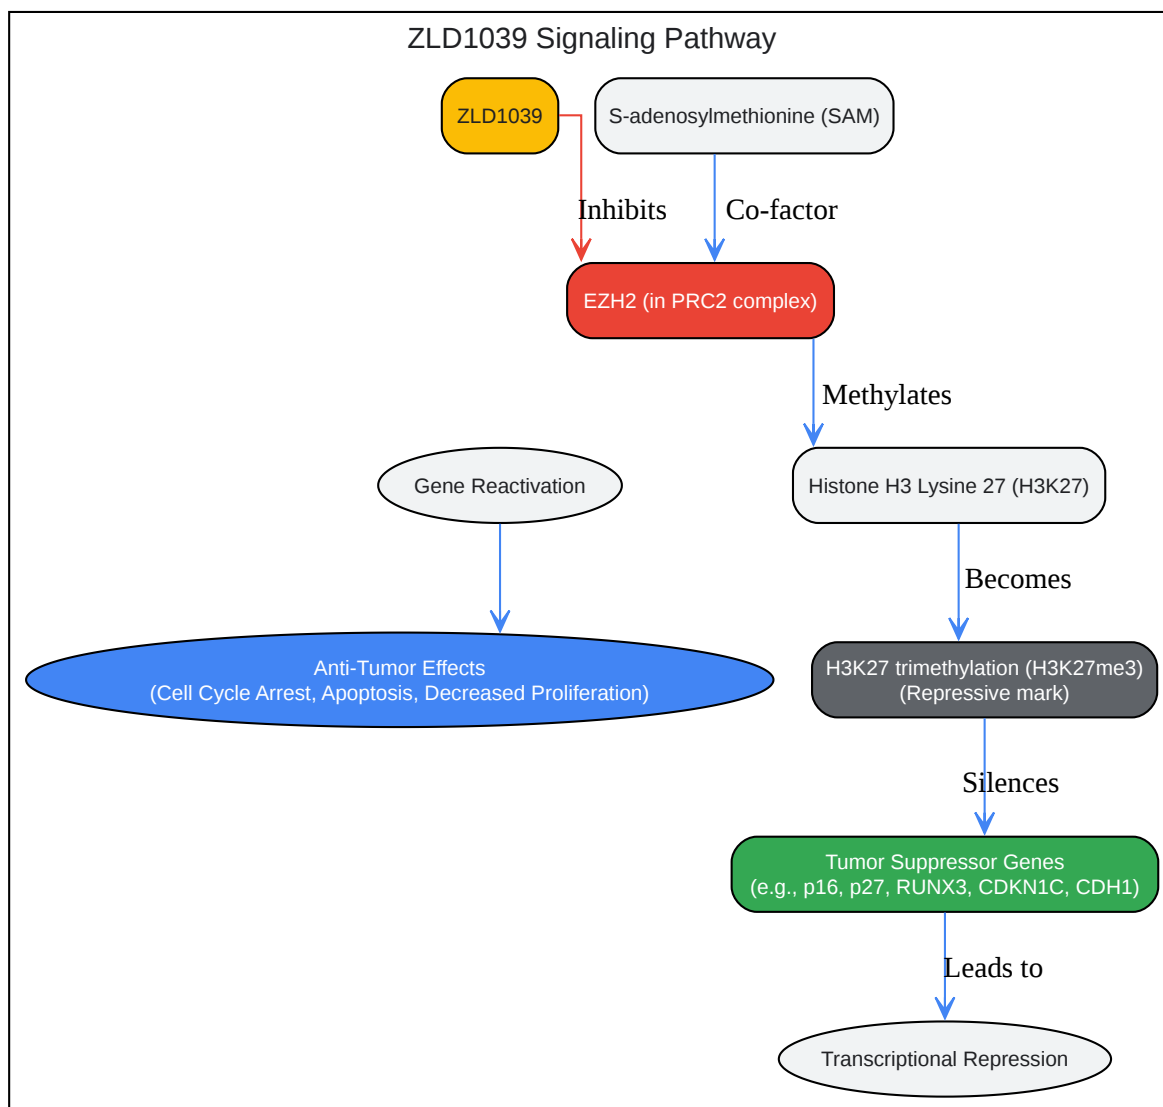 ZLD1039 Signaling Pathway
ZLD1039
S-adenosylmethionine (SAM)
Inhibits
Co-factor
EZH2 (in PRC2 complex)
Methylates
Gene Reactivation
Histone H3 Lysine 27 (H3K27)
Becomes
Anti-Tumor Effects
(Cell Cycle Arrest, Apoptosis, Decreased Proliferation)
H3K27 trimethylation (H3K27me3)
(Repressive mark)
Silences
Tumor Suppressor Genes
(e.g., p16, p27, RUNX3, CDKN1C, CDH1)
Leads to
Transcriptional Repression